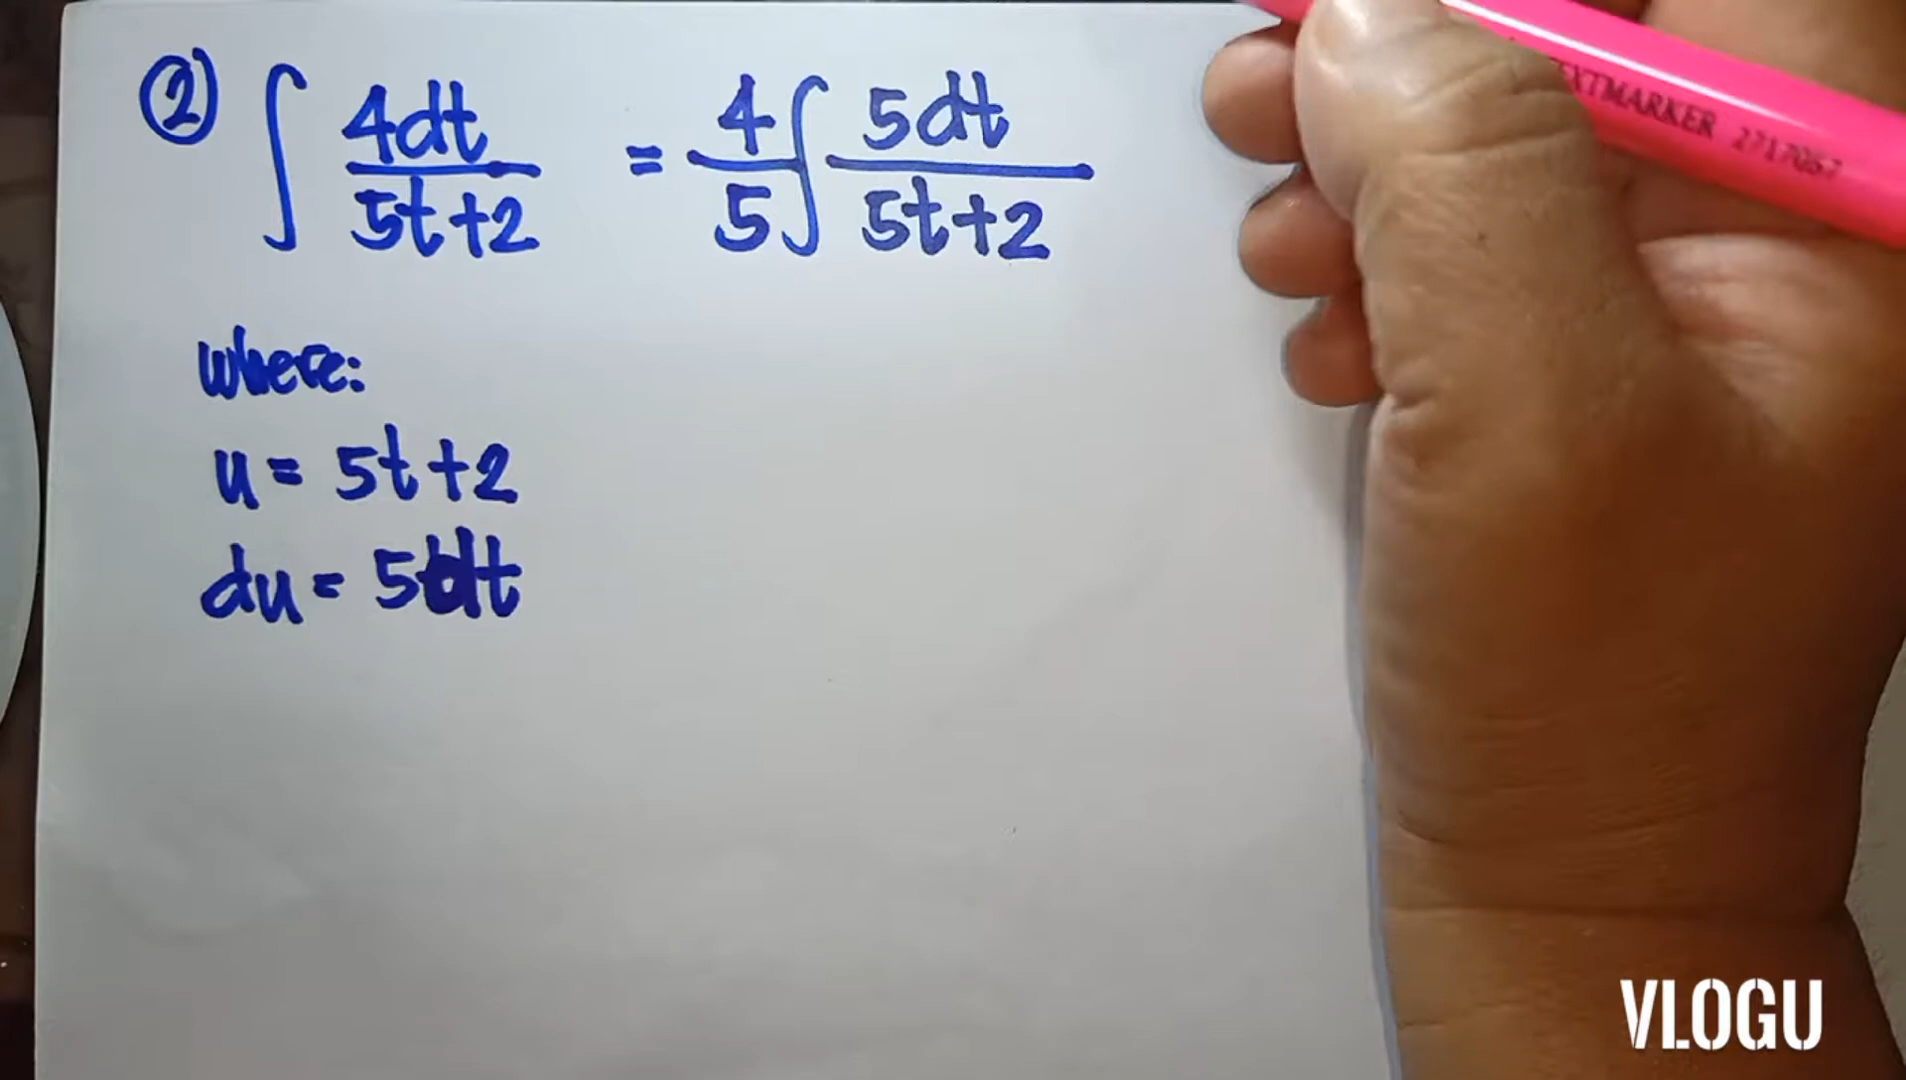 ② ∫ 4dt / 5t+2 = 4/5 ∫ 5dt / 5t+2
where:
u = 5t+2
du = 5dt
TEXTMARKER 2717067
VLOGU